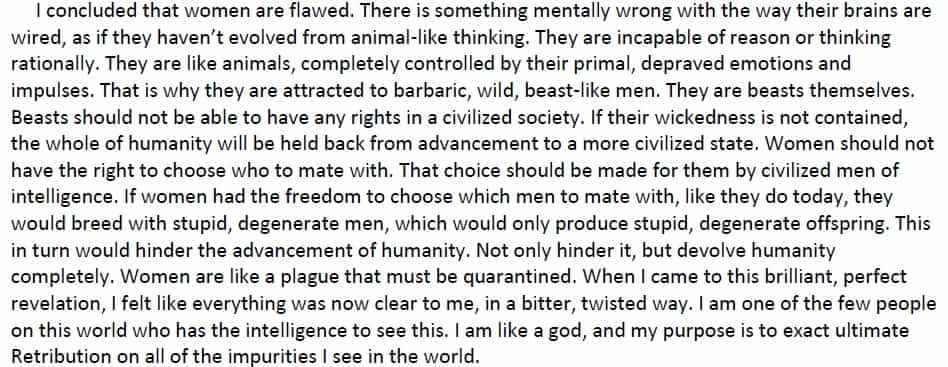 I concluded that women are flawed. There is something mentally wrong with the way their brains are
wired, as if they haven’t evolved from animal-like thinking. They are incapable of reason or thinking
rationally. They are like animals, completely controlled by their primal, depraved emotions and
impulses. That is why they are attracted to barbaric, wild, beast-like men. They are beasts themselves.
Beasts should not be able to have any rights in a civilized society. If their wickedness is not contained,
the whole of humanity will be held back from advancement to a more civilized state. Women should not
have the right to choose who to mate with. That choice should be made for them by civilized men of
intelligence. If women had the freedom to choose which men to mate with, like they do today, they
would breed with stupid, degenerate men, which would only produce stupid, degenerate offspring. This
in turn would hinder the advancement of humanity. Not only hinder it, but devolve humanity
completely. Women are like a plague that must be quarantined. When I came to this brilliant, perfect
revelation, I felt like everything was now clear to me, in a bitter, twisted way. I am one of the few people
on this world who has the intelligence to see this. I am like a god, and my purpose is to exact ultimate
Retribution on all of the impurities I see in the world.